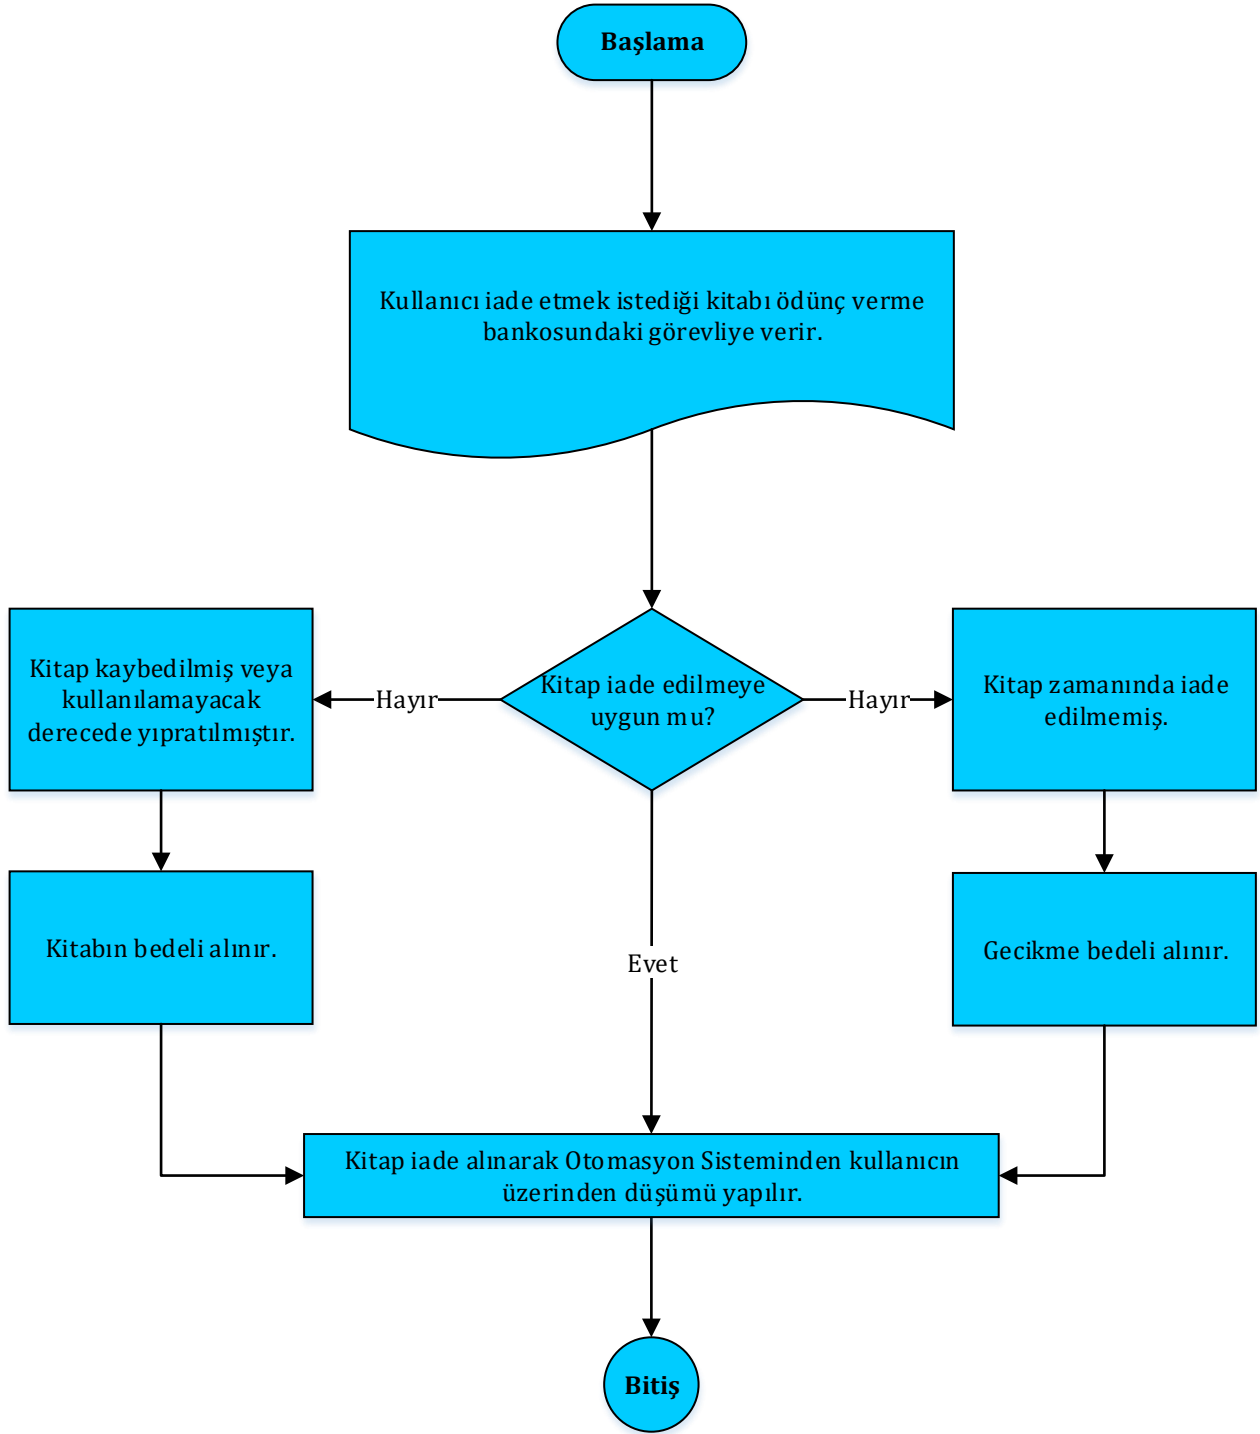 Başlama
Kullanıcı iade etmek istediği kitabı ödünç verme
bankosundaki görevliye verir.
Kitap kaybedilmiş veya
kullanılamayacak
derecede yıpratılmıştır.
Hayır
Kitap iade edilmeye
uygun mu?
Hayır
Kitap zamanında iade
edilmemiş.
Kitabın bedeli alınır.
Evet
Gecikme bedeli alınır.
Kitap iade alınarak Otomasyon Sisteminden kullanıcın
üzerinden düşümü yapılır.
Bitiş